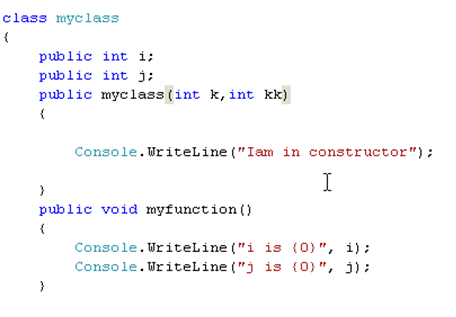 class myclass
{
public int i;
public int j;
public myclass(int k,int kk)
{
Console.WriteLine("Iam in constructor");
}
public void myfunction()
{
Console.WriteLine("i is {0}", i);
Console.WriteLine("j is {0}", j);
}